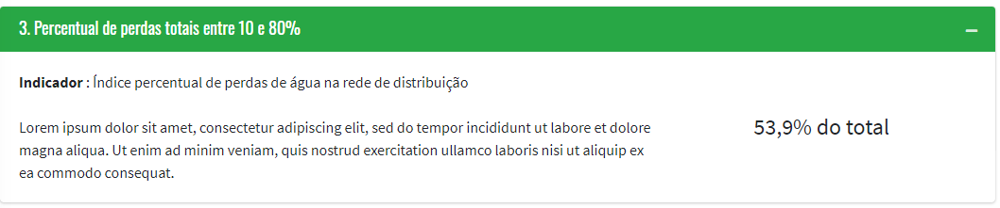 3. Percentual de perdas totais entre 10 e 80%
Indicador : Índice percentual de perdas de água na rede de distribuição
Lorem ipsum dolor sit amet, consectetur adipiscing elit, sed do tempor incididunt ut labore et dolore
magna aliqua. Ut enim ad minim veniam, quis nostrud exercitation ullamco laboris nisi ut aliquip ex
ea commodo consequat.
53,9% do total